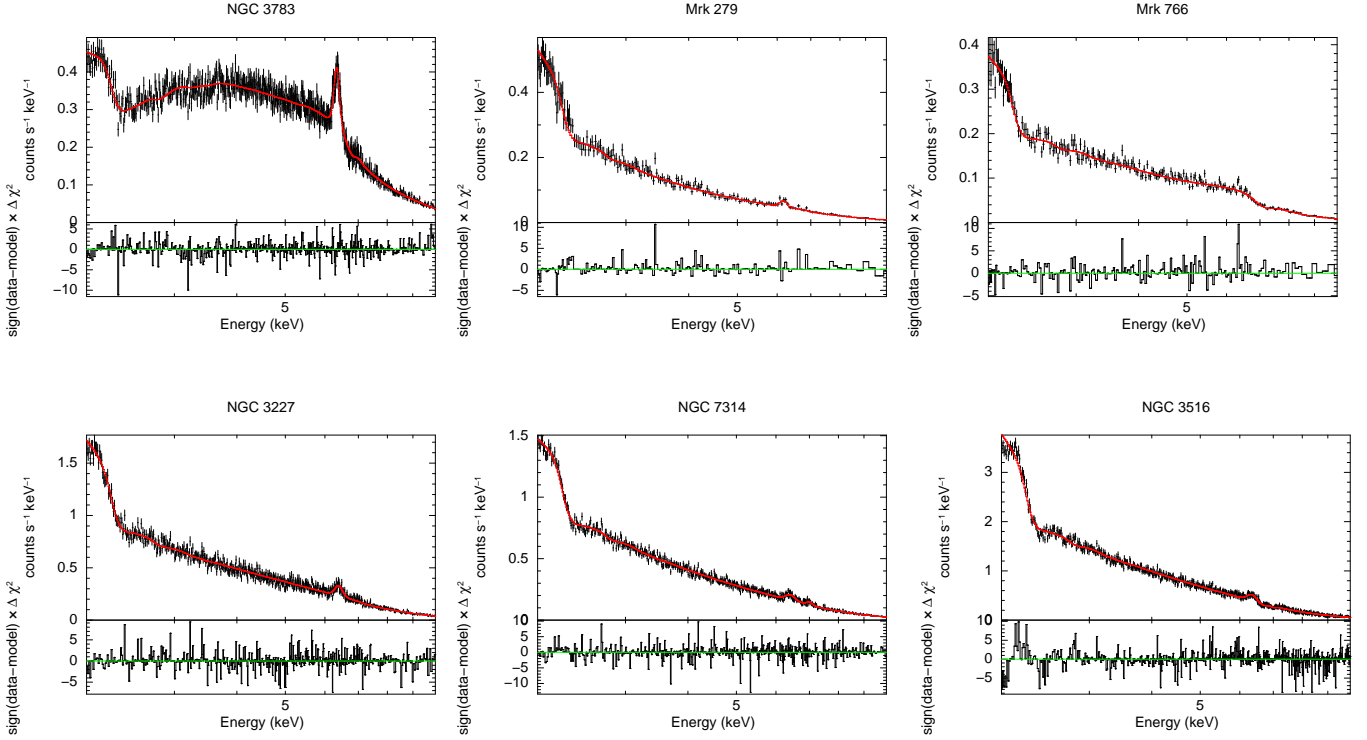 NGC 3783
Mrk 279
Mrk 766
counts s⁻¹ keV⁻¹
0.4
0.3
0.2
0.1
0
sign(data−model) × Δ χ²
5
0
−5
−10
5
Energy (keV)
counts s⁻¹ keV⁻¹
0.4
0.2
0
sign(data−model) × Δ χ²
10
5
0
−5
5
Energy (keV)
counts s⁻¹ keV⁻¹
0.4
0.3
0.2
0.1
0
sign(data−model) × Δ χ²
10
5
0
−5
5
Energy (keV)
NGC 3227
NGC 7314
NGC 3516
counts s⁻¹ keV⁻¹
1.5
1
0.5
0
sign(data−model) × Δ χ²
5
0
−5
5
Energy (keV)
counts s⁻¹ keV⁻¹
1.5
1
0.5
0
sign(data−model) × Δ χ²
10
5
0
−5
−10
5
Energy (keV)
counts s⁻¹ keV⁻¹
3
2
1
0
sign(data−model) × Δ χ²
10
5
0
−5
5
Energy (keV)